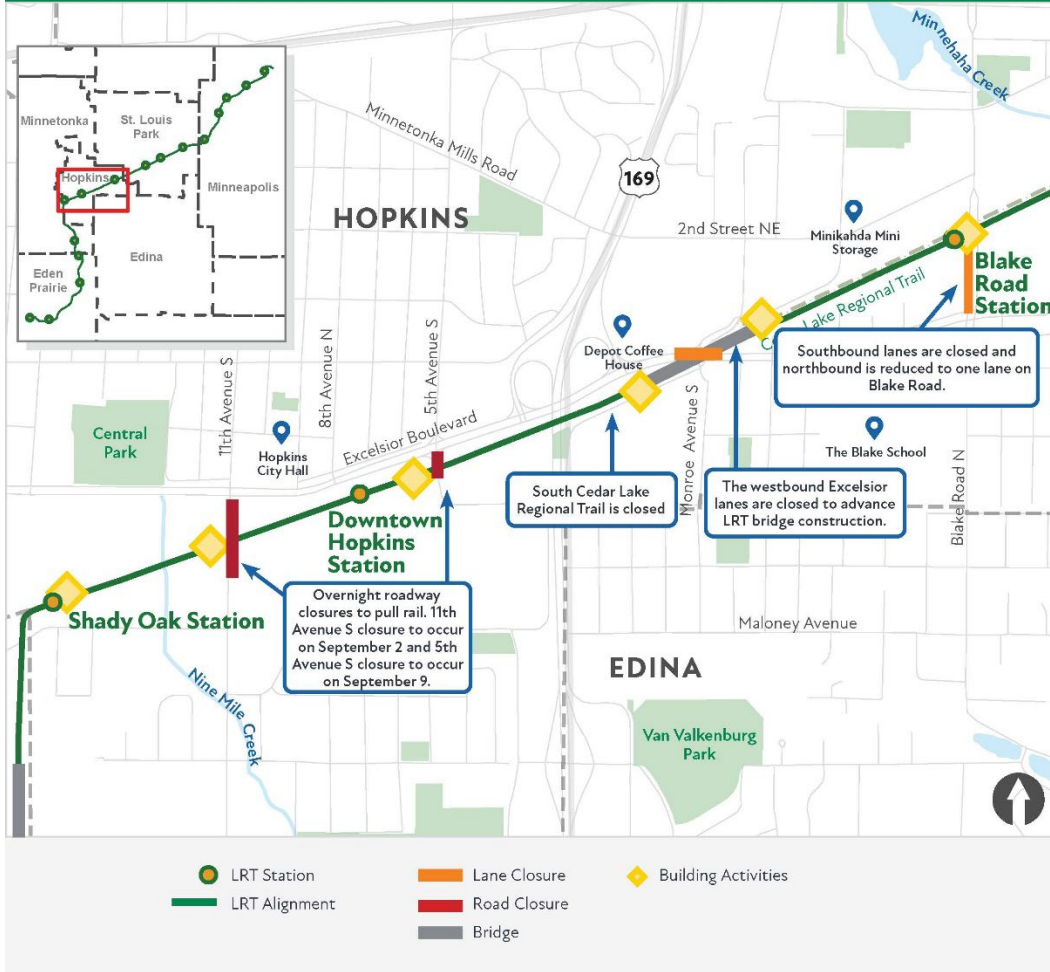 Minnehaha Creek
Minnetonka
St. Louis
Park
Hopkins
Minneapolis
Edina
Eden
Prairie
Minnetonka Mills Road
169
HOPKINS
2nd Street NE
Minikahda Mini
Storage
Blake
Road
Station
Lake Regional Trail
Depot Coffee
House
Southbound lanes are closed and
northbound is reduced to one lane on
Blake Road.
11th Avenue S
8th Avenue N
5th Avenue S
Excelsior Boulevard
Central
Park
Hopkins
City Hall
Monroe Avenue S
The Blake School
Blake Road N
South Cedar Lake
Regional Trail is closed
The westbound Excelsior
lanes are closed to advance
LRT bridge construction.
Downtown
Hopkins
Station
Shady Oak Station
Overnight roadway
closures to pull rail. 11th
Avenue S closure to occur
on September 2 and 5th
Avenue S closure to occur
on September 9.
Maloney Avenue
EDINA
Nine Mile Creek
Van Valkenburg
Park
LRT Station
LRT Alignment
Lane Closure
Road Closure
Bridge
Building Activities